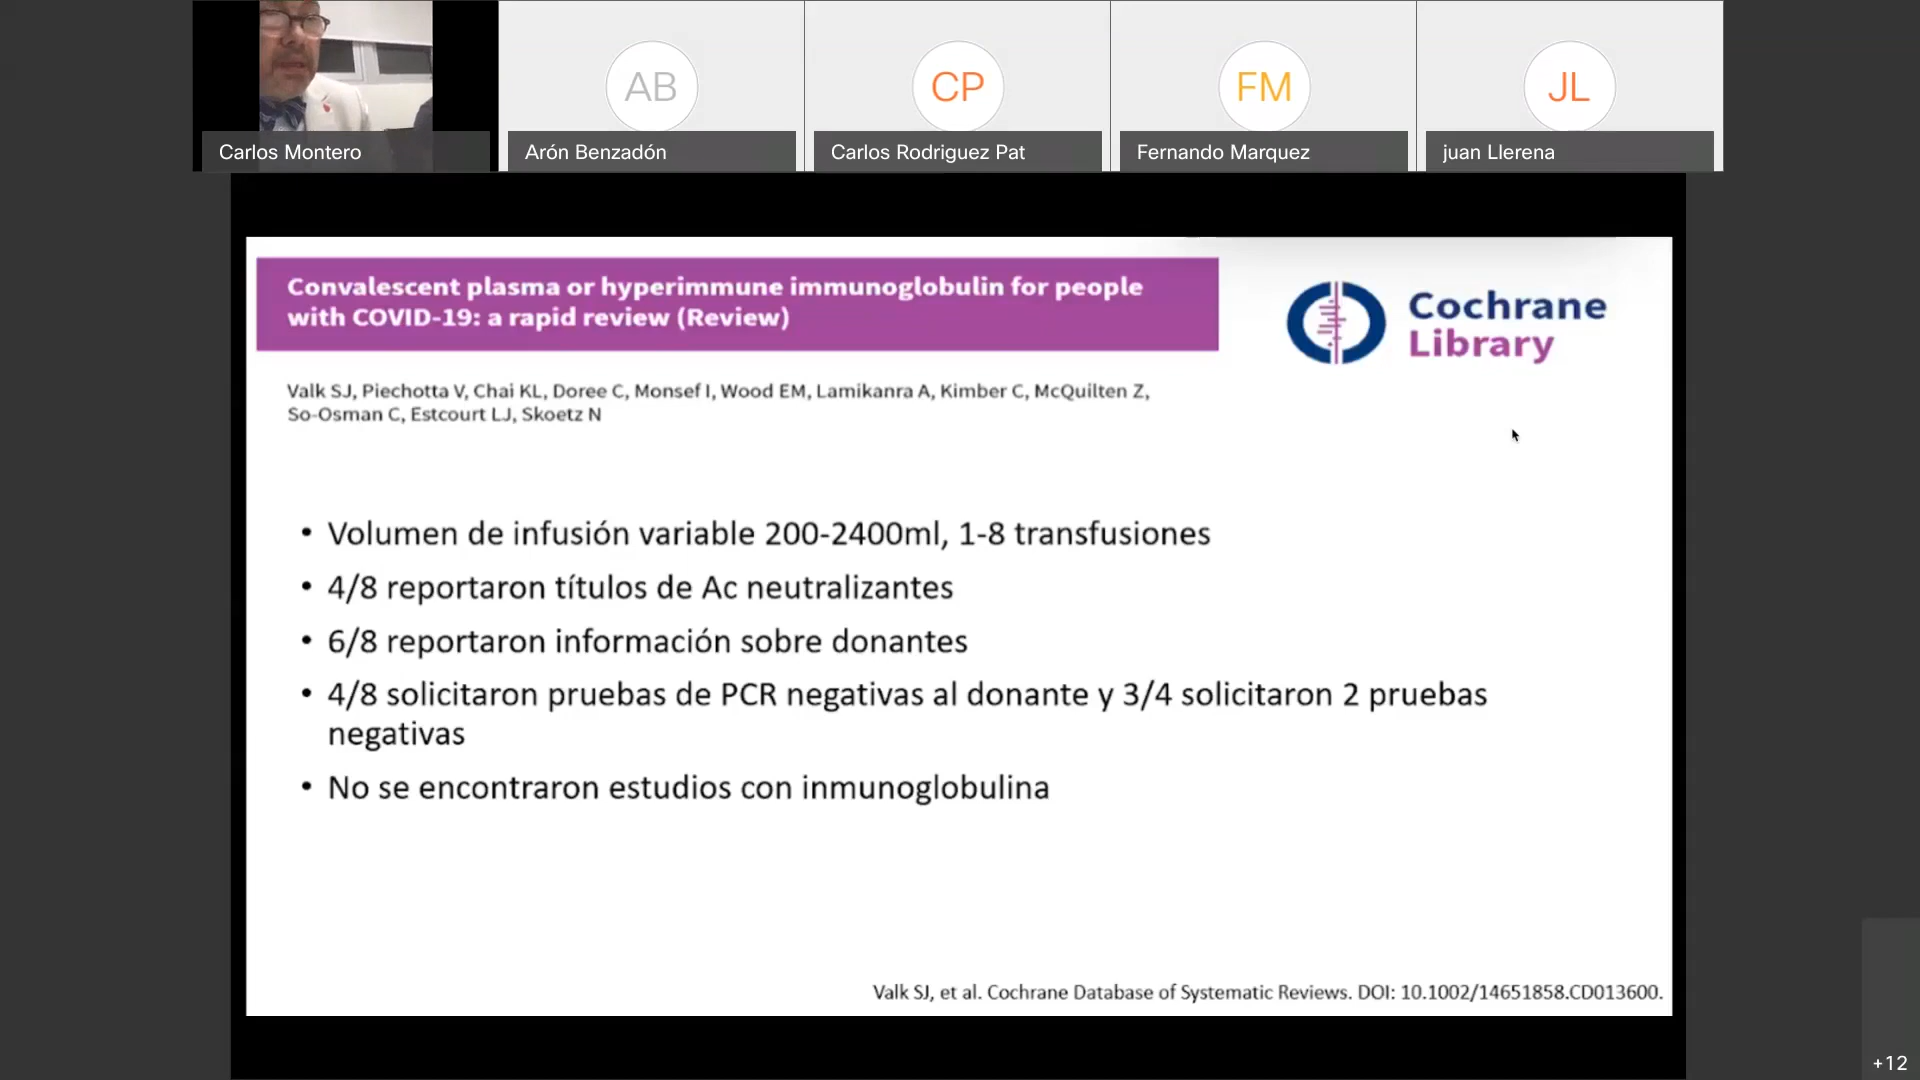 AB
CP
FM
JL
Carlos Montero
Arón Benzadón
Carlos Rodriguez Pat
Fernando Marquez
juan Llerena
Convalescent plasma or hyperimmune immunoglobulin for people
with COVID-19: a rapid review (Review)
Cochrane
Library
Valk SJ, Piechotta V, Chai KL, Doree C, Monsef I, Wood EM, Lamikanra A, Kimber C, McQuilten Z,
So-Osman C, Estcourt LJ, Skoetz N
• Volumen de infusión variable 200-2400ml, 1-8 transfusiones
• 4/8 reportaron títulos de Ac neutralizantes
• 6/8 reportaron información sobre donantes
• 4/8 solicitaron pruebas de PCR negativas al donante y 3/4 solicitaron 2 pruebas
negativas
• No se encontraron estudios con inmunoglobulina
Valk SJ, et al. Cochrane Database of Systematic Reviews. DOI: 10.1002/14651858.CD013600.
+12